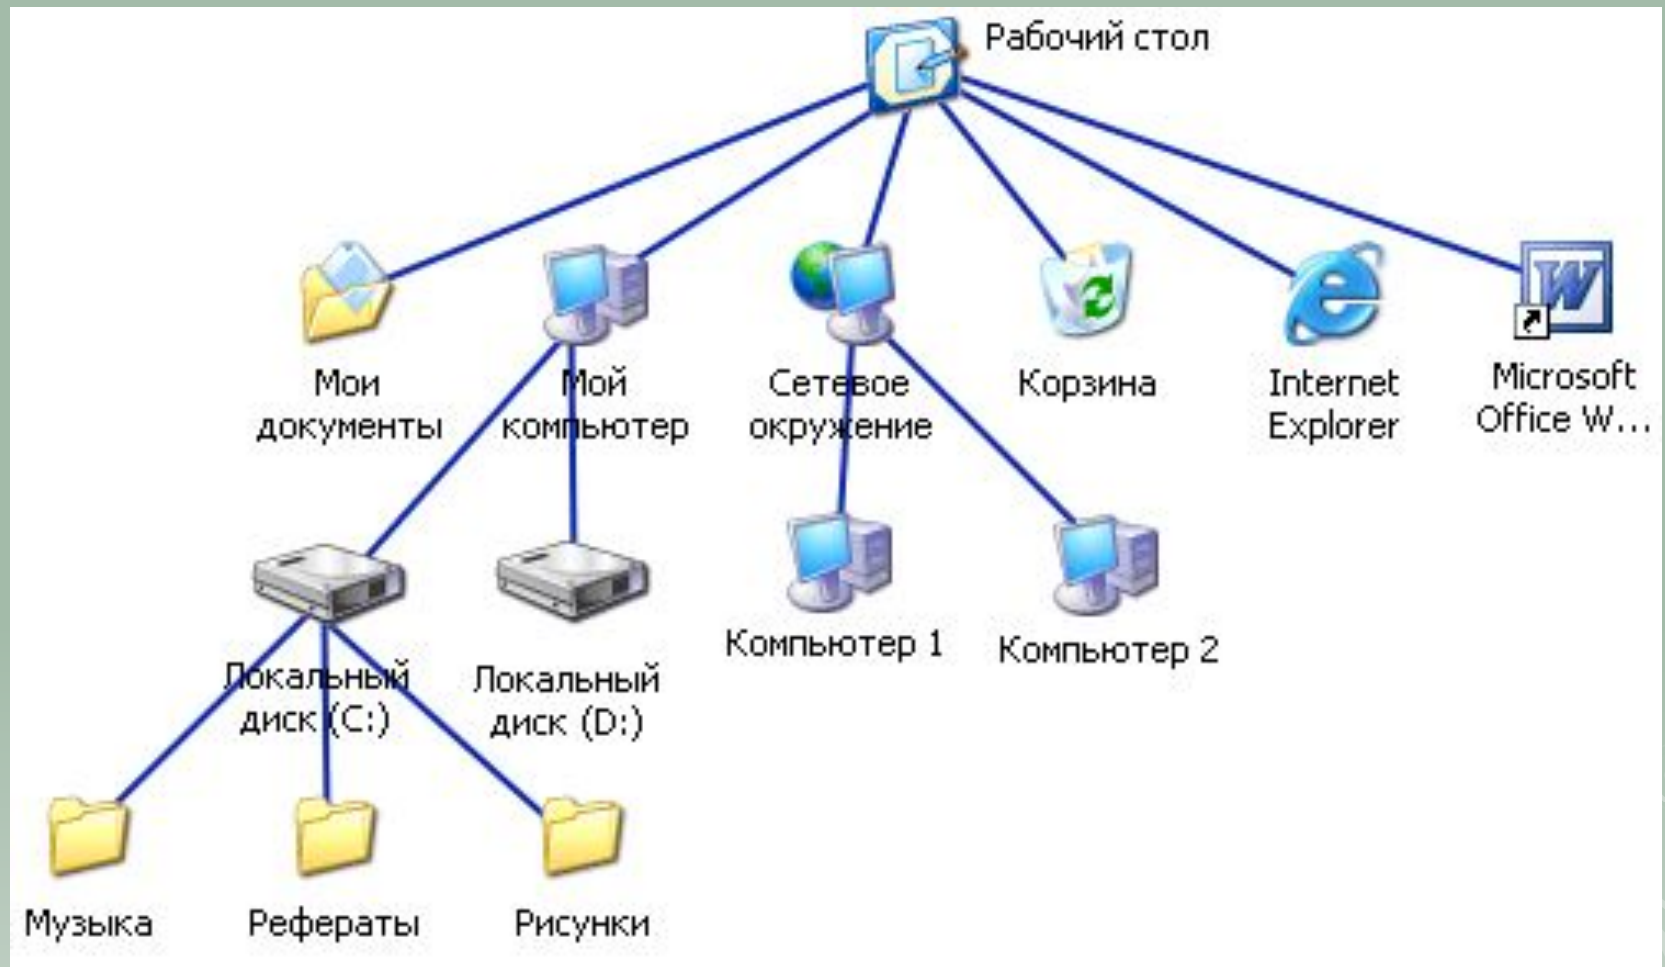 Рабочий стол
Мои
документы
Мой
компьютер
Сетевое
окружение
Корзина
Internet
Explorer
Microsoft
Office W...
Локальный
диск (C:)
Локальный
диск (D:)
Компьютер 1
Компьютер 2
Музыка
Рефераты
Рисунки